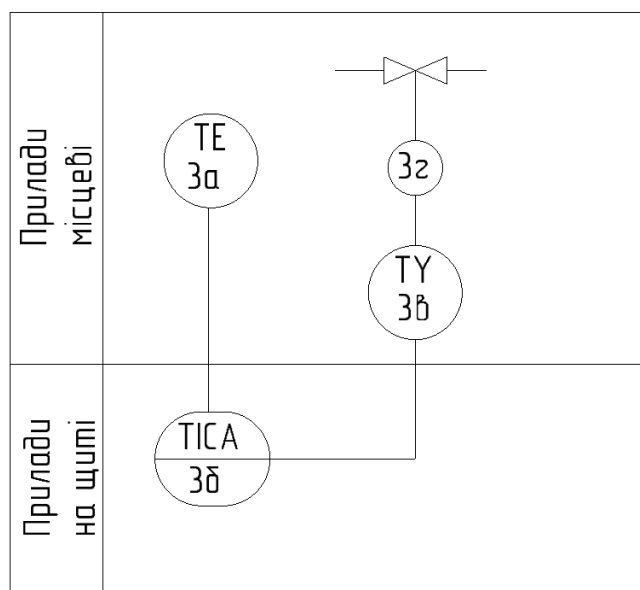 Прилади
місцеві
TE
3а
3г
TY
3в
Прилади
на щиті
TICA
3б